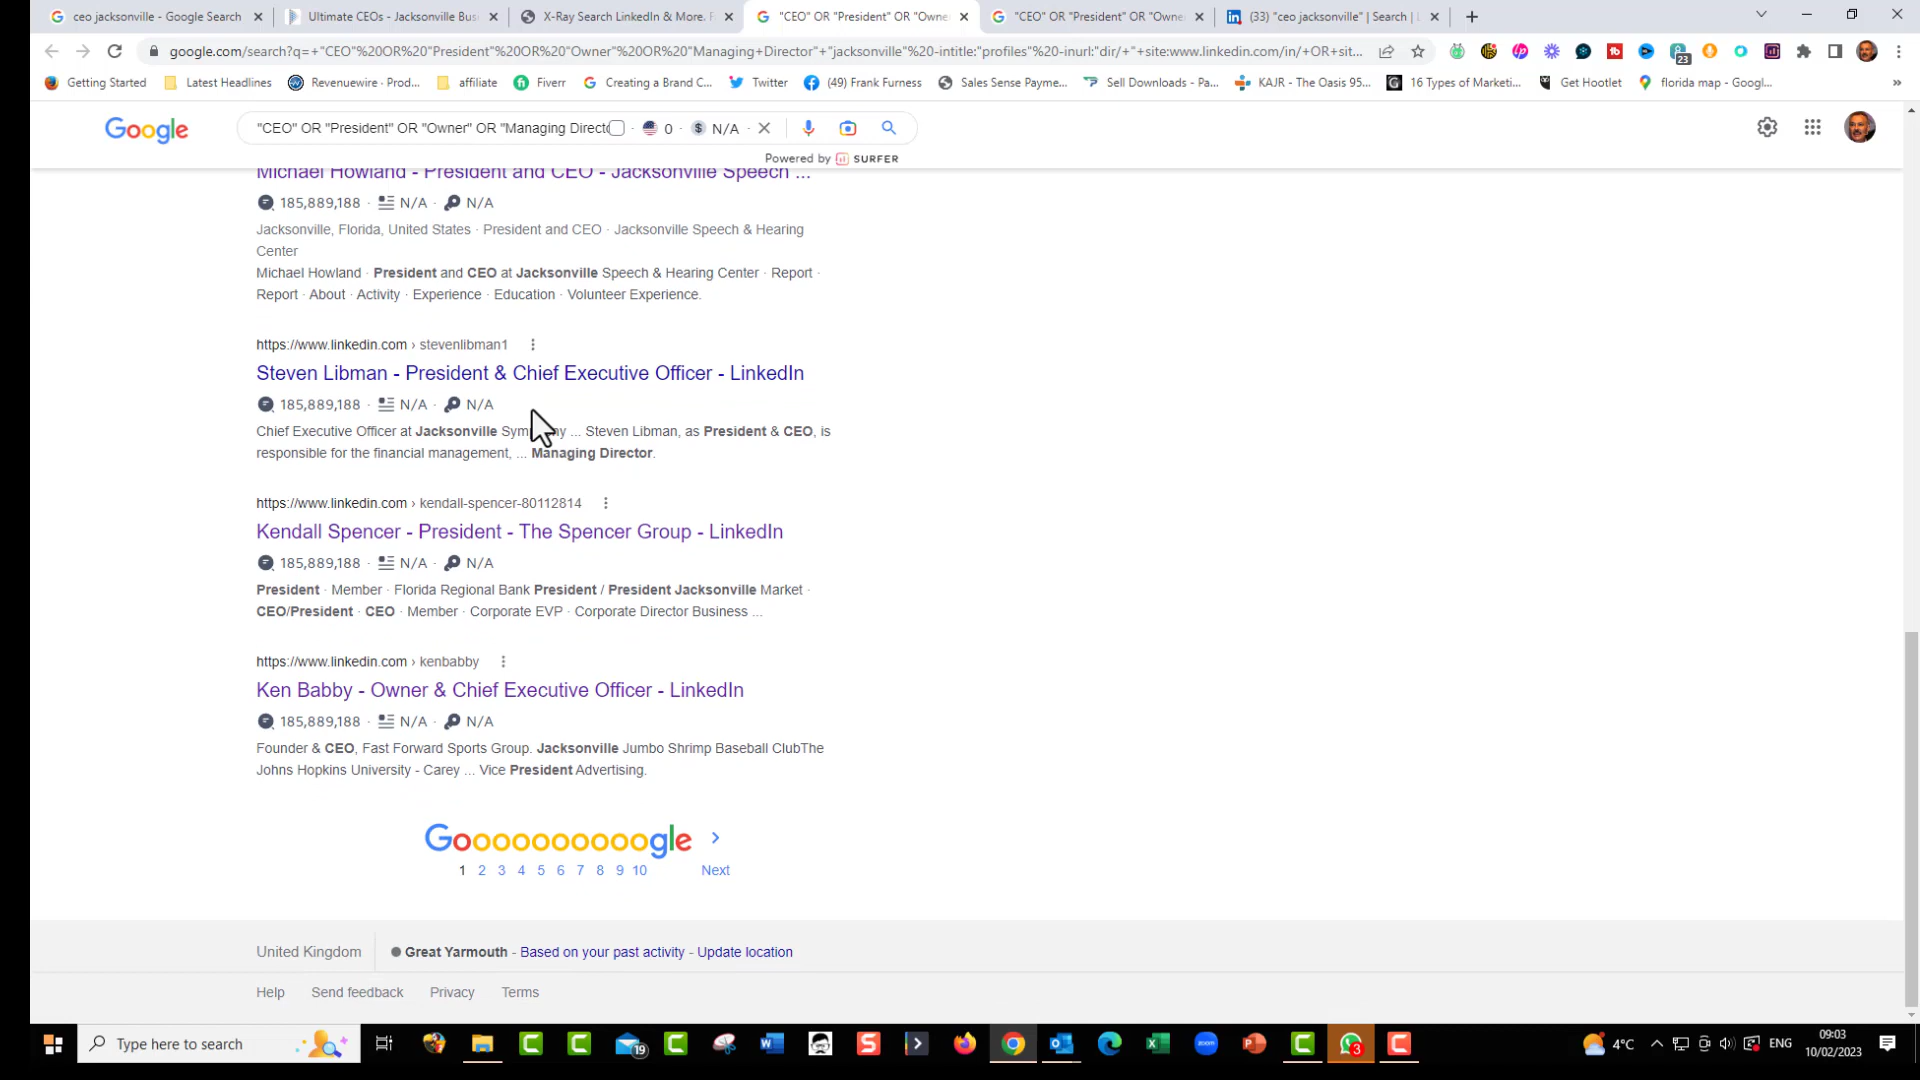 ceo jacksonville - Google Search
Ultimate CEOs - Jacksonville Bus
X-Ray Search LinkedIn & More. F
"CEO" OR "President" OR "Owne
"CEO" OR "President" OR "Owne
(33) "ceo jacksonville" | Search |
google.com/search?q=+"CEO"%20OR%20"President"%20OR%20"Owner"%20OR%20"Managing+Director"+"jacksonville"%20-intitle:"profiles"%20-inurl:"dir/+"+site:www.linkedin.com/in/+OR+sit...
23
Getting Started
Latest Headlines
Revenuewire - Prod...
affiliate
Fiverr
Creating a Brand C...
Twitter
(49) Frank Furness
Sales Sense Payme...
Sell Downloads - Pa...
KAJR - The Oasis 95...
16 Types of Marketi...
Get Hootlet
florida map - Googl...
»
Google
"CEO" OR "President" OR "Owner" OR "Managing Directo
0 · N/A ·
Powered by SURFER
Michael Howland - President and CEO - Jacksonville Speech ...
185,889,188 · N/A · N/A
Jacksonville, Florida, United States · President and CEO · Jacksonville Speech & Hearing
Center
Michael Howland · President and CEO at Jacksonville Speech & Hearing Center · Report ·
Report · About · Activity · Experience · Education · Volunteer Experience.
https://www.linkedin.com › stevenlibman1
Steven Libman - President & Chief Executive Officer - LinkedIn
185,889,188 · N/A · N/A
Chief Executive Officer at Jacksonville ... Steven Libman, as President & CEO, is
responsible for the financial management, ... Managing Director.
https://www.linkedin.com › kendall-spencer-80112814
Kendall Spencer - President - The Spencer Group - LinkedIn
185,889,188 · N/A · N/A
President · Member · Florida Regional Bank President / President Jacksonville Market ·
CEO/President · CEO · Member · Corporate EVP · Corporate Director Business ...
https://www.linkedin.com › kenbabby
Ken Babby - Owner & Chief Executive Officer - LinkedIn
185,889,188 · N/A · N/A
Founder & CEO, Fast Forward Sports Group. Jacksonville Jumbo Shrimp Baseball ClubThe
Johns Hopkins University - Carey ... Vice President Advertising.
Goooooooooogle
1 2 3 4 5 6 7 8 9 10 Next
United Kingdom
Great Yarmouth - Based on your past activity - Update location
Help Send feedback Privacy Terms
Type here to search
19
zoom
3
4°C
ENG
09:03
10/02/2023